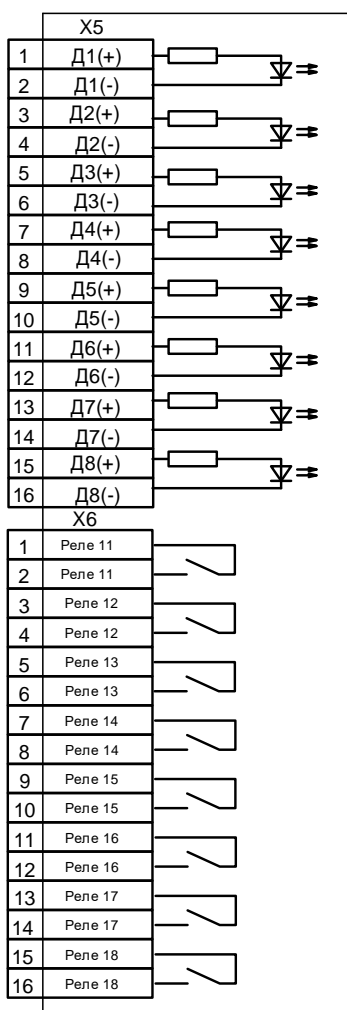 X5
1 Д1(+)
2 Д1(-)
3 Д2(+)
4 Д2(-)
5 Д3(+)
6 Д3(-)
7 Д4(+)
8 Д4(-)
9 Д5(+)
10 Д5(-)
11 Д6(+)
12 Д6(-)
13 Д7(+)
14 Д7(-)
15 Д8(+)
16 Д8(-)
X6
1 Реле 11
2 Реле 11
3 Реле 12
4 Реле 12
5 Реле 13
6 Реле 13
7 Реле 14
8 Реле 14
9 Реле 15
10 Реле 15
11 Реле 16
12 Реле 16
13 Реле 17
14 Реле 17
15 Реле 18
16 Реле 18